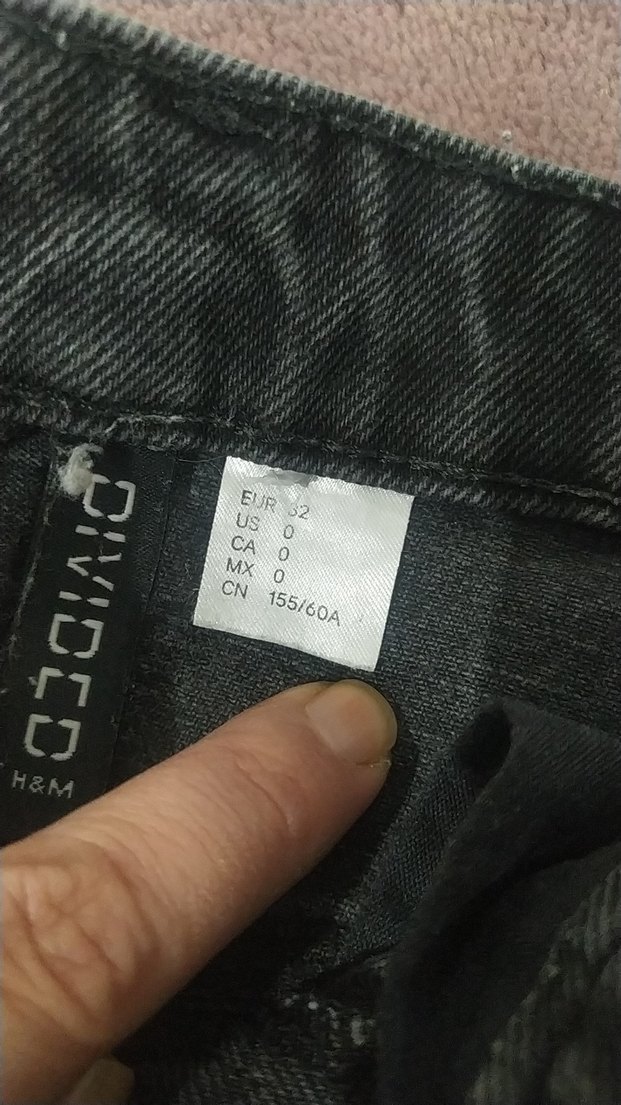 DIVIDED
H&M
EUR 32
US 0
CA 0
MX 0
CN 155/60A